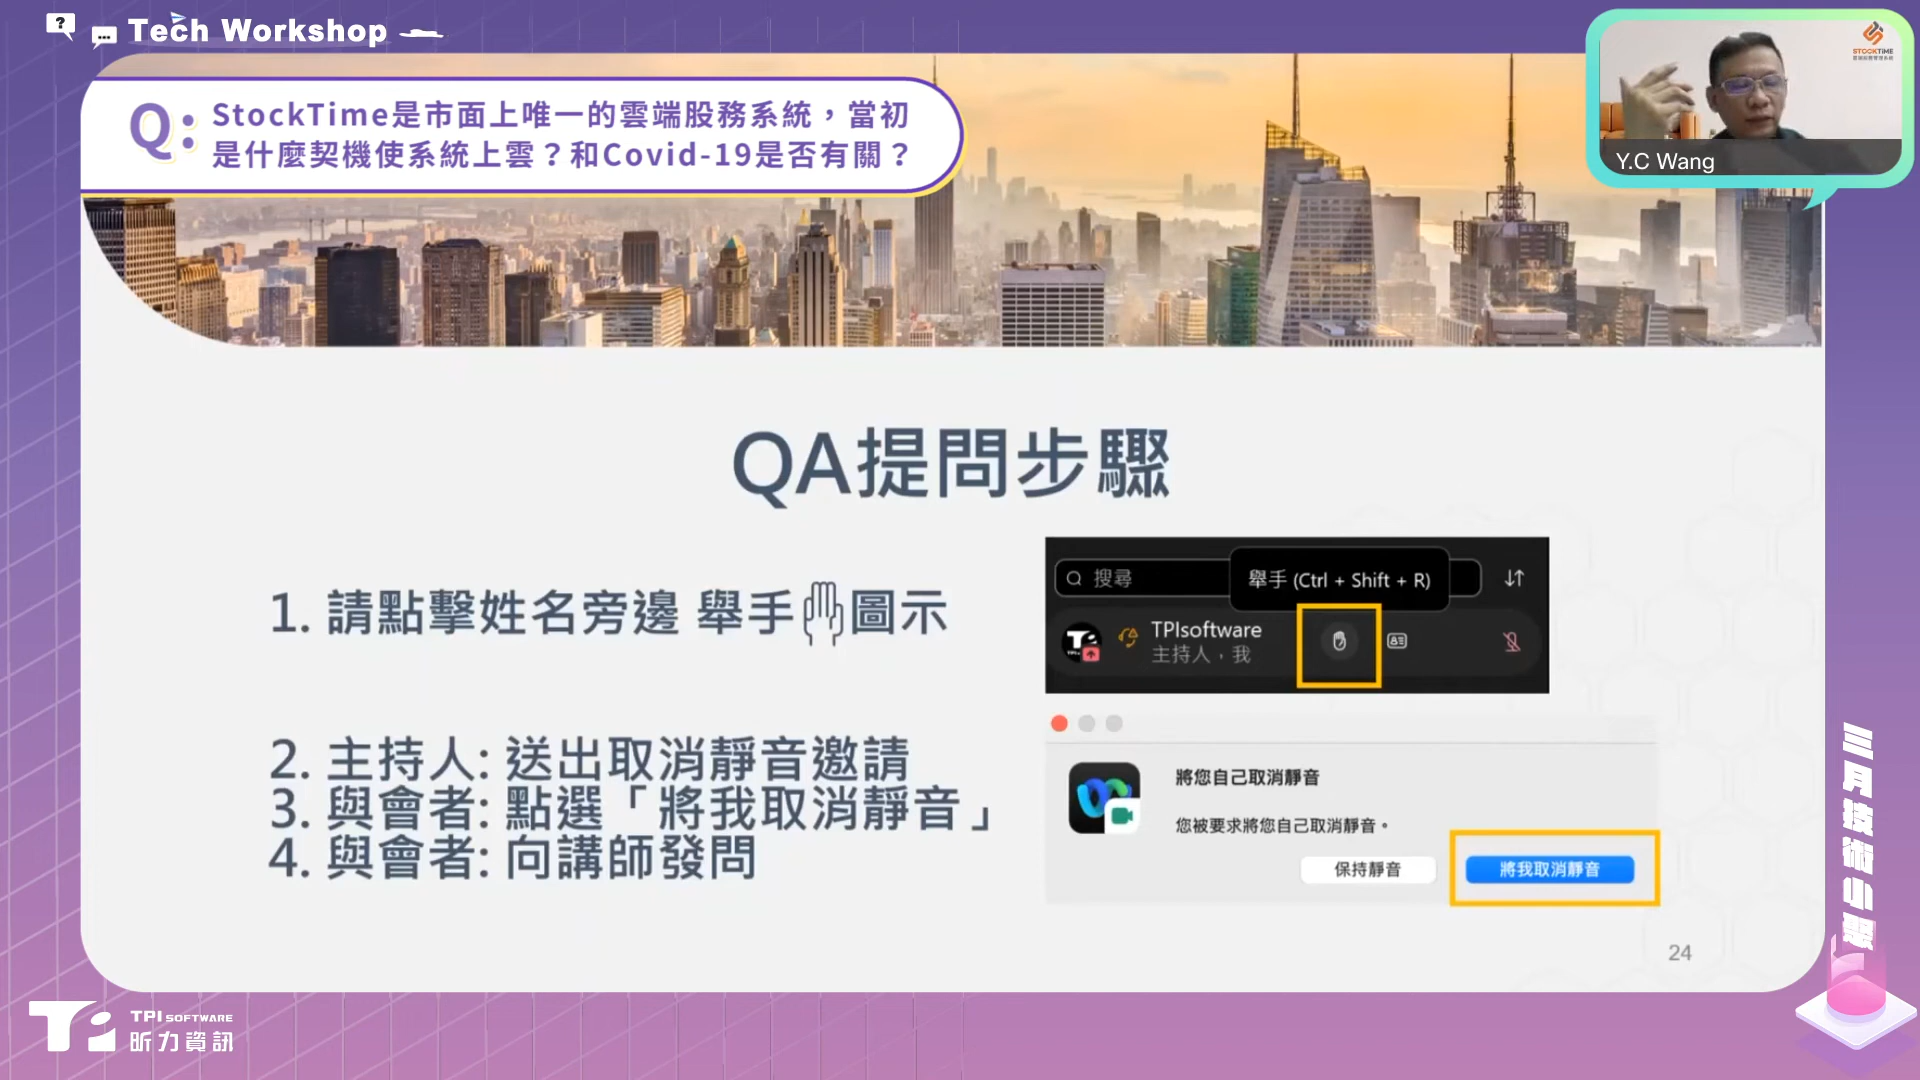 Tech Workshop
Q:
StockTime是市面上唯一的雲端股務系統，當初
是什麼契機使系統上雲？和Covid-19是否有關？
STOCKTIME
Y.C Wang
QA提問步驟
1. 請點擊姓名旁邊 舉手圖示
2. 主持人: 送出取消靜音邀請
3. 與會者: 點選「將我取消靜音」
4. 與會者: 向講師發問
搜尋
舉手 (Ctrl + Shift + R)
TPIsoftware
主持人，我
將您自己取消靜音
您被要求將您自己取消靜音。
保持靜音
將我取消靜音
24
三月技術小聚
TPI SOFTWARE
昕力資訊